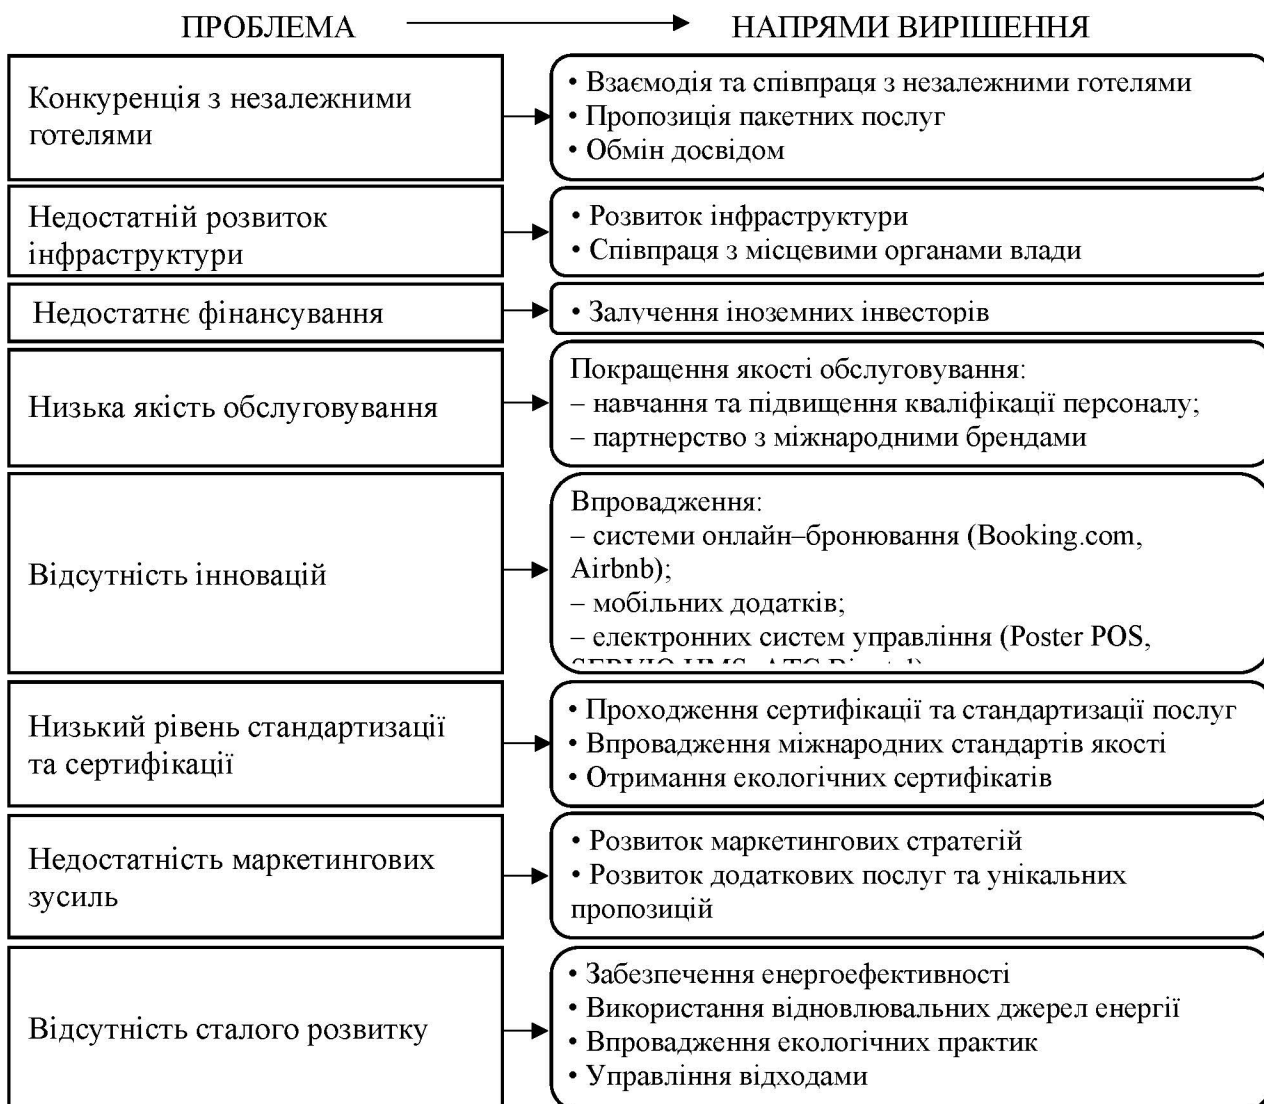 ПРОБЛЕМА
НАПРЯМИ ВИРІШЕННЯ
Конкуренція з незалежними
готелями
• Взаємодія та співпраця з незалежними готелями
• Пропозиція пакетних послуг
• Обмін досвідом
Недостатній розвиток
інфраструктури
• Розвиток інфраструктури
• Співпраця з місцевими органами влади
Недостатнє фінансування
• Залучення іноземних інвесторів
Низька якість обслуговування
Покращення якості обслуговування:
– навчання та підвищення кваліфікації персоналу;
– партнерство з міжнародними брендами
Відсутність інновацій
Впровадження:
– системи онлайн–бронювання (Booking.com,
Airbnb);
– мобільних додатків;
– електронних систем управління (Poster POS,
Низький рівень стандартизації
та сертифікації
• Проходження сертифікації та стандартизації послуг
• Впровадження міжнародних стандартів якості
• Отримання екологічних сертифікатів
Недостатність маркетингових
зусиль
• Розвиток маркетингових стратегій
• Розвиток додаткових послуг та унікальних
пропозицій
Відсутність сталого розвитку
• Забезпечення енергоефективності
• Використання відновлювальних джерел енергії
• Впровадження екологічних практик
• Управління відходами